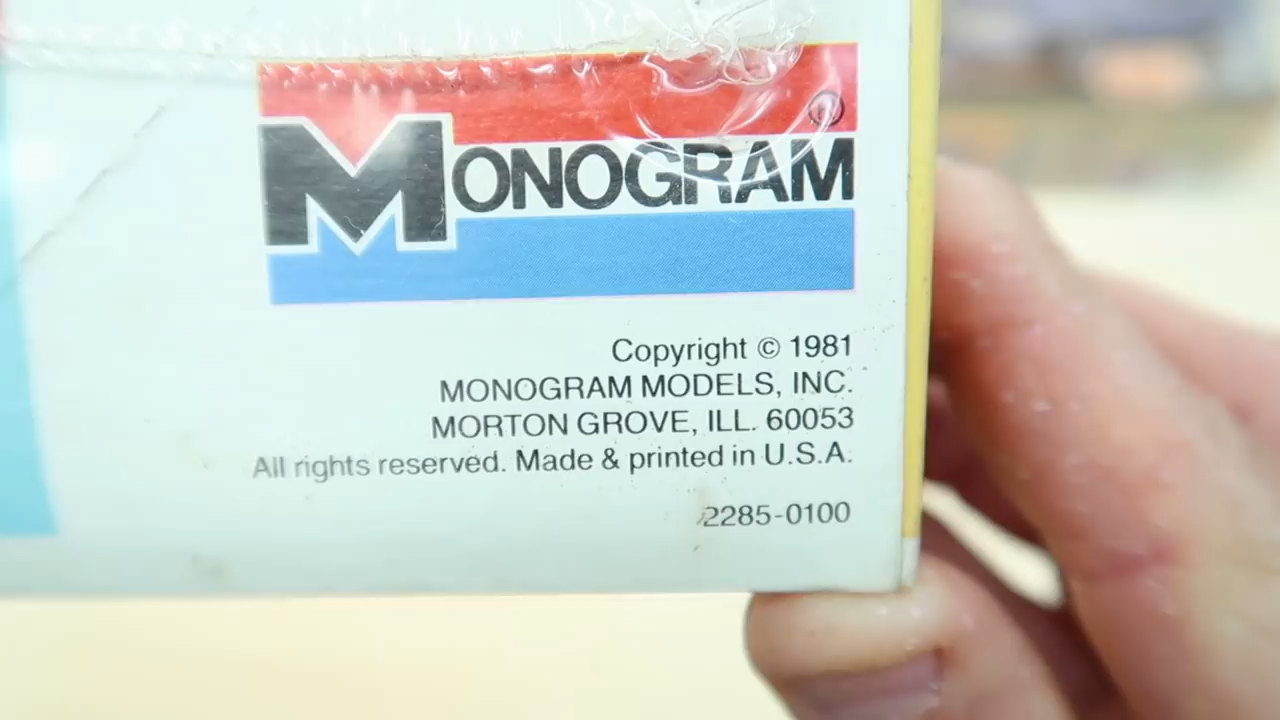 MONOGRAM ®
Copyright © 1981
MONOGRAM MODELS, INC.
MORTON GROVE, ILL. 60053
All rights reserved. Made & printed in U.S.A.
2285-0100